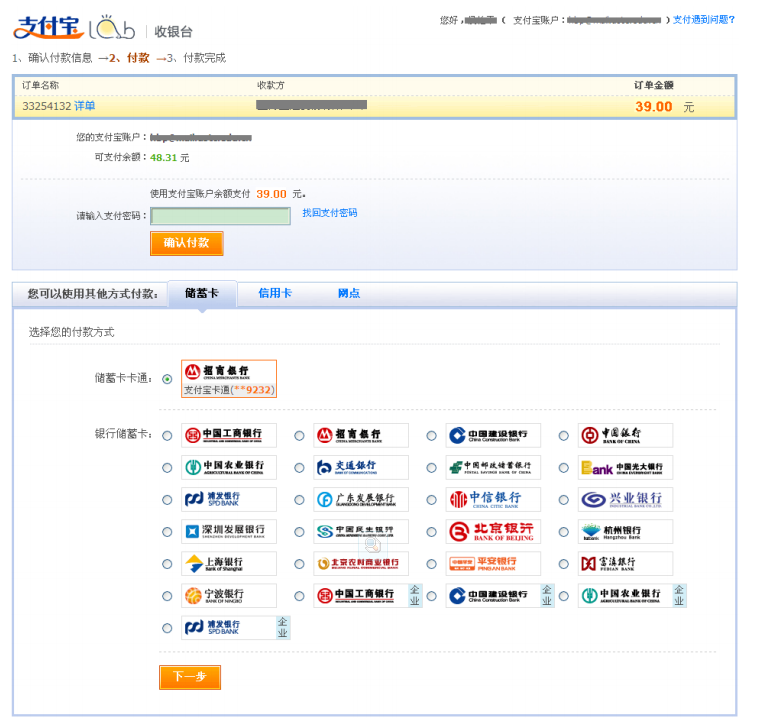 支付宝 Lab 收银台
您好, ( 支付宝账户: ) 支付遇到问题?
1、确认付款信息 →2、付款 →3、付款完成
订单名称 收款方 订单金额
33254132 详单 39.00 元
您的支付宝账户:
可支付余额: 48.31 元
使用支付宝账户余额支付 39.00 元。
请输入支付密码: 找回支付密码
确认付款
您可以使用其他方式付款: 储蓄卡 信用卡 网点
选择您的付款方式
储蓄卡卡通: 招商银行 CHINA MERCHANTS BANK
支付宝卡通(**9232)
银行储蓄卡: 中国工商银行 招商银行 CHINA MERCHANTS BANK 中国建设银行 China Construction Bank 中国银行 BANK OF CHINA
中国农业银行 AGRICULTURAL BANK OF CHINA 交通银行 BANK OF COMMUNICATIONS 中国邮政储蓄银行 POSTAL SAVINGS BANK OF CHINA Bank 中国光大银行 CHINA EVERBRIGHT BANK
浦发银行 SPD BANK 广东发展银行 GUANGDONG DEVELOPMENT BANK 中信银行 CHINA CITIC BANK 兴业银行 INDUSTRIAL BANK CO.,LTD
深圳发展银行 SHENZHEN DEVELOPMENT BANK 中国民生银行 北京银行 BANK OF BEIJING 杭州银行 Hangzhou Bank
上海银行 Bank of Shanghai 北京农村商业银行 平安银行 PINGAN BANK 富滇银行 FUDIAN BANK
宁波银行 BANK OF NINGBO 中国工商银行 企业 中国建设银行 China Construction Bank 企业 中国农业银行 AGRICULTURAL BANK OF CHINA 企业
浦发银行 SPD BANK 企业
下一步